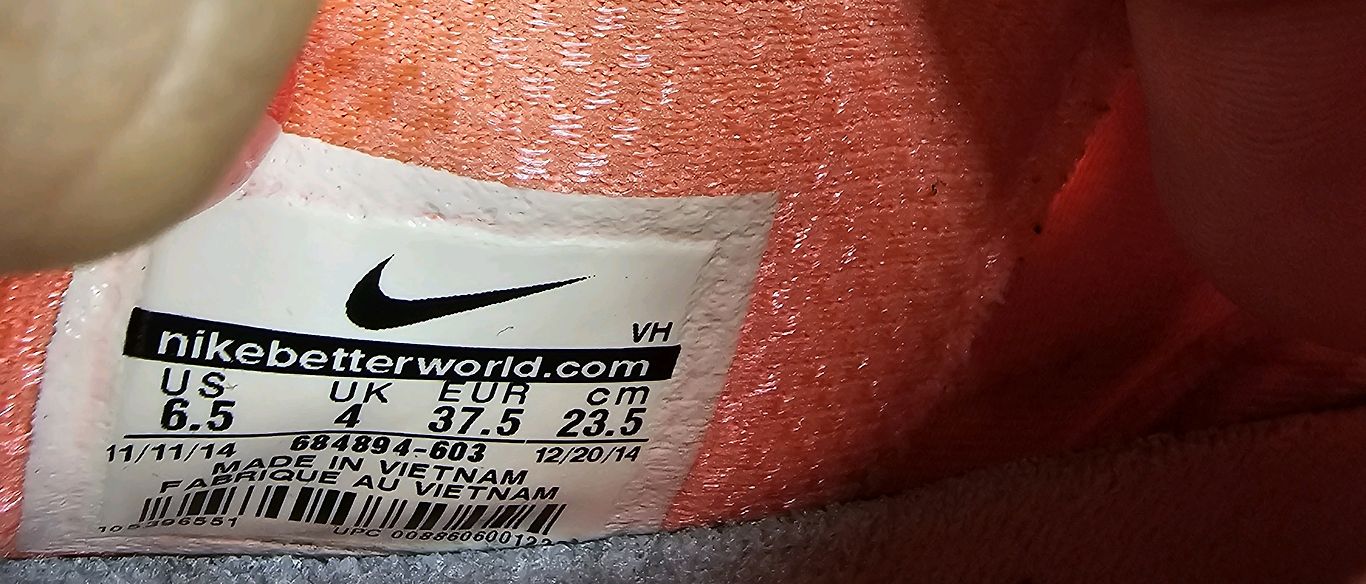 VH
nikebetterworld.com
US UK EUR cm
6.5 4 37.5 23.5
11/11/14 684894-603 12/20/14
MADE IN VIETNAM
FABRIQUE AU VIETNAM
UPC